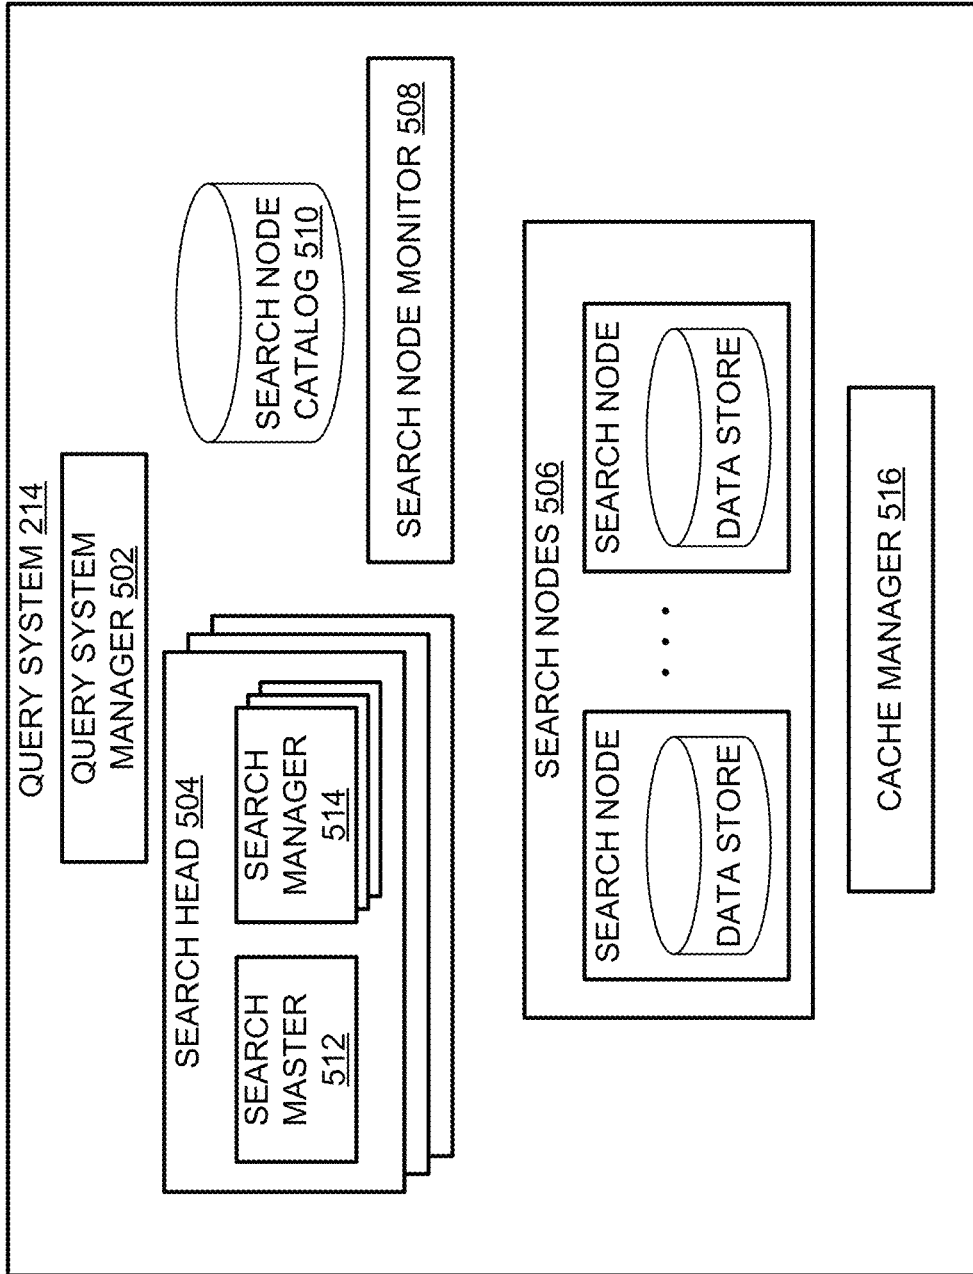 QUERY SYSTEM 214
QUERY SYSTEM
MANAGER 502
SEARCH HEAD 504
SEARCH
MASTER
512
SEARCH
MANAGER
514
SEARCH NODE
CATALOG 510
SEARCH NODE MONITOR 508
SEARCH NODES 506
SEARCH NODE
DATA STORE
SEARCH NODE
DATA STORE
CACHE MANAGER 516